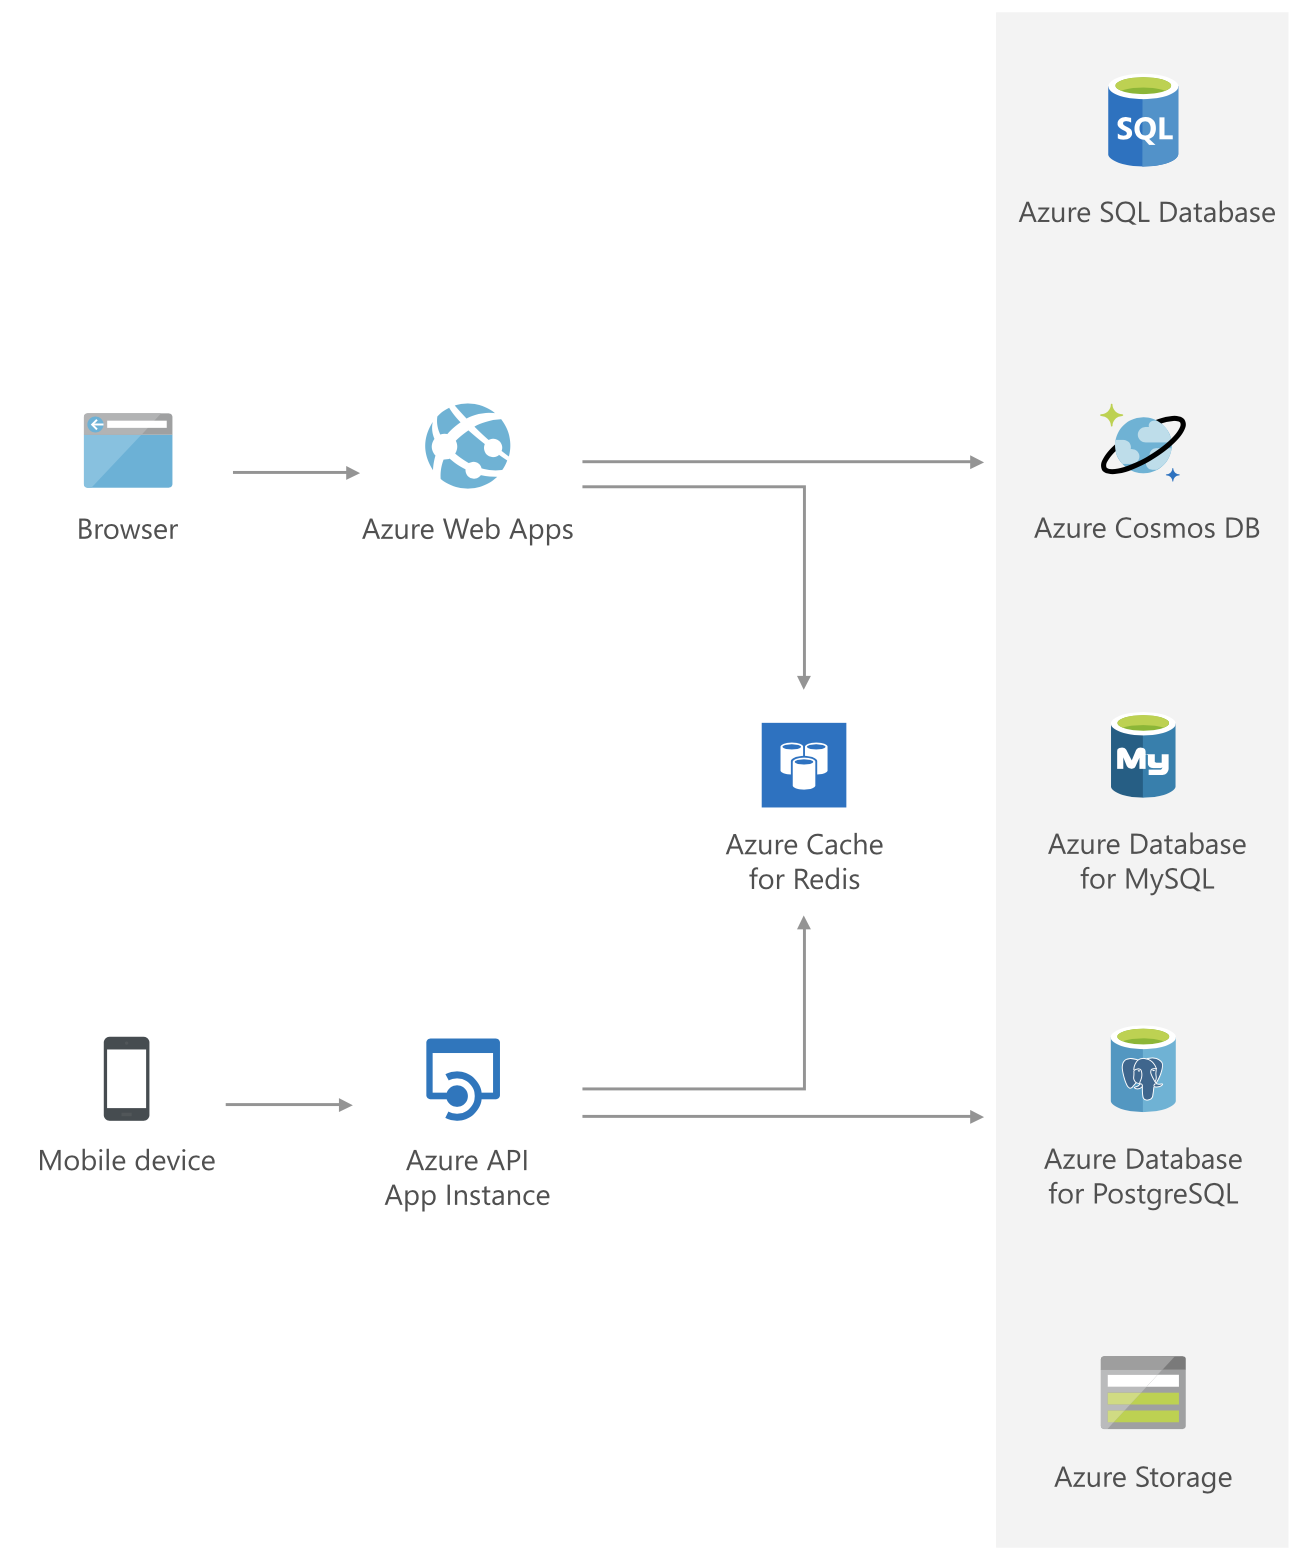 SQL
Azure SQL Database
Browser
Azure Web Apps
Azure Cosmos DB
My
Azure Cache
for Redis
Azure Database
for MySQL
Mobile device
Azure API
App Instance
Azure Database
for PostgreSQL
Azure Storage